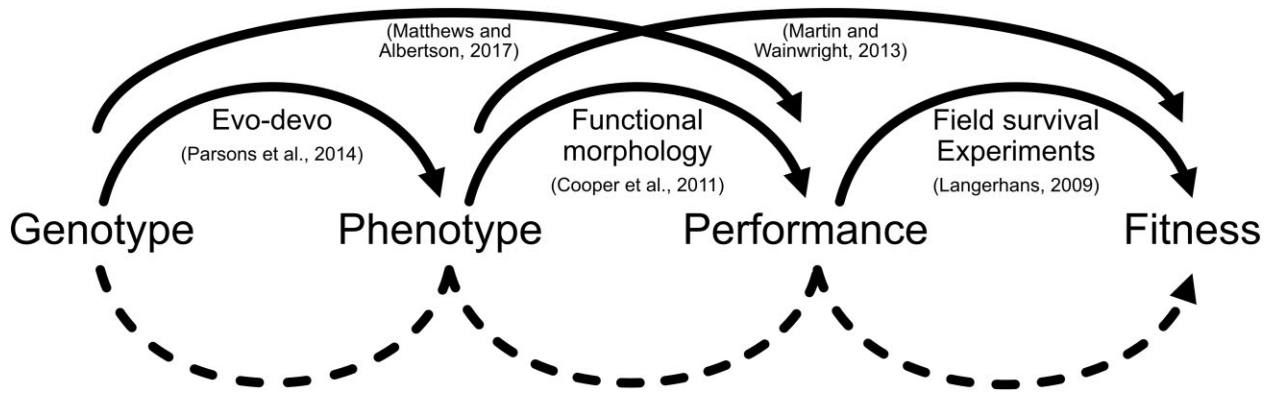 (Matthews and
Albertson, 2017)
(Martin and
Wainwright, 2013)
Evo-devo
(Parsons et al., 2014)
Functional
morphology
(Cooper et al., 2011)
Field survival
Experiments
(Langerhans, 2009)
Genotype
Phenotype
Performance
Fitness